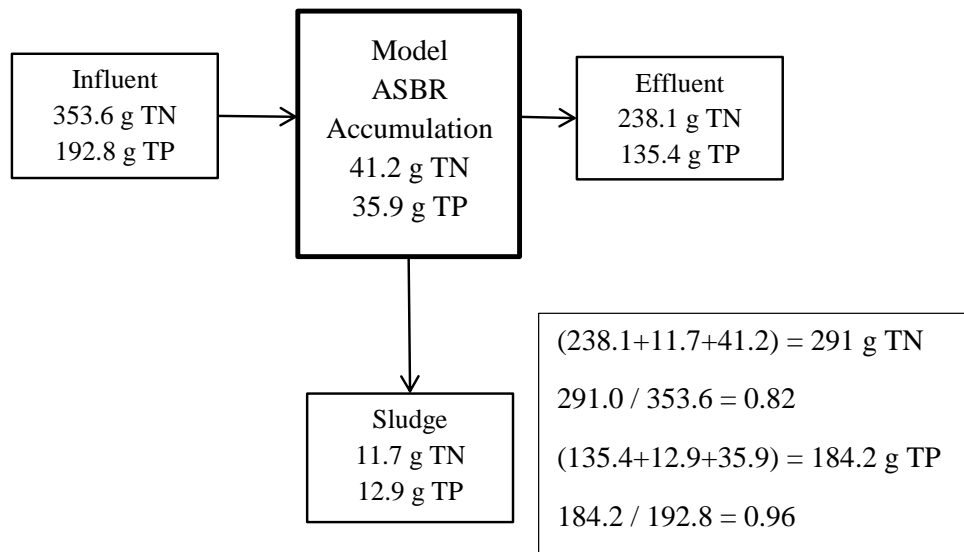 Influent
353.6 g TN
192.8 g TP
Model
ASBR
Accumulation
41.2 g TN
35.9 g TP
Effluent
238.1 g TN
135.4 g TP
Sludge
11.7 g TN
12.9 g TP
(238.1+11.7+41.2) = 291 g TN
291.0 / 353.6 = 0.82
(135.4+12.9+35.9) = 184.2 g TP
184.2 / 192.8 = 0.96